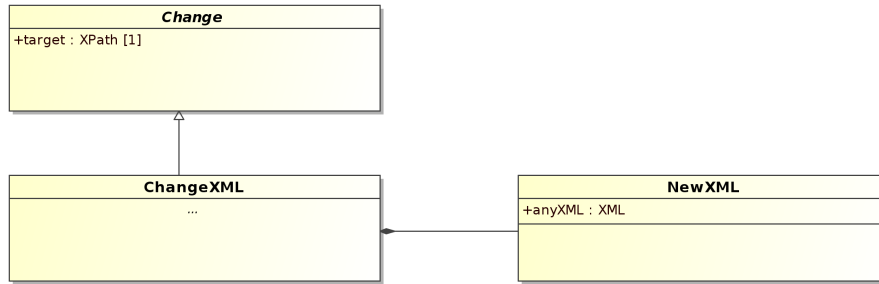 Change
+target : XPath [1]
ChangeXML
...
NewXML
+anyXML : XML